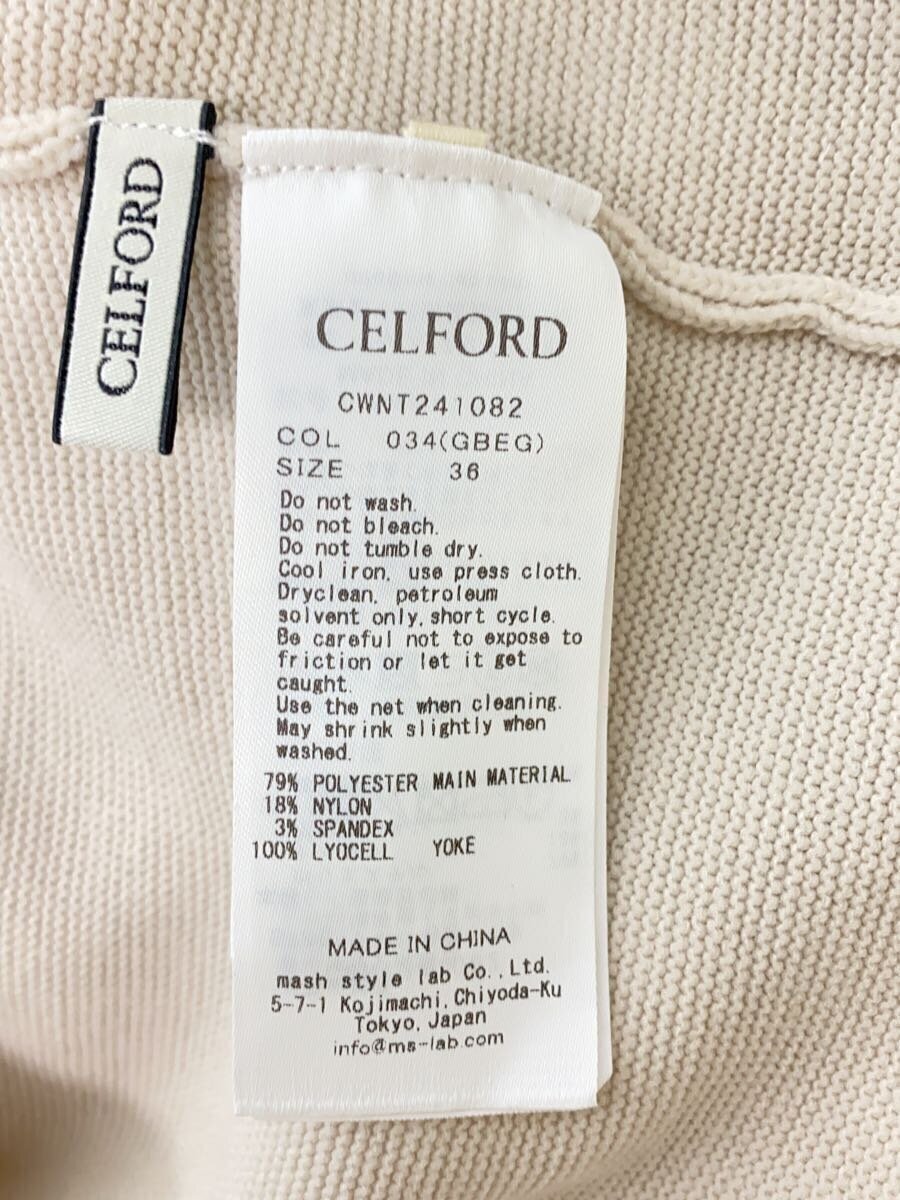 CELFORD
CELFORD
CWNT241082
COL 034(GBEG)
SIZE 36
Do not wash.
Do not bleach.
Do not tumble dry.
Cool iron, use press cloth.
Dryclean, petroleum
solvent only, short cycle.
Be careful not to expose to
friction or let it get
caught.
Use the net when cleaning.
May shrink slightly when
washed.
79% POLYESTER MAIN MATERIAL
18% NYLON
3% SPANDEX
100% LYOCELL YOKE
MADE IN CHINA
mash style lab Co., Ltd.
5-7-1 Kojimachi, Chiyoda-Ku
Tokyo, Japan
info@ms-lab.com